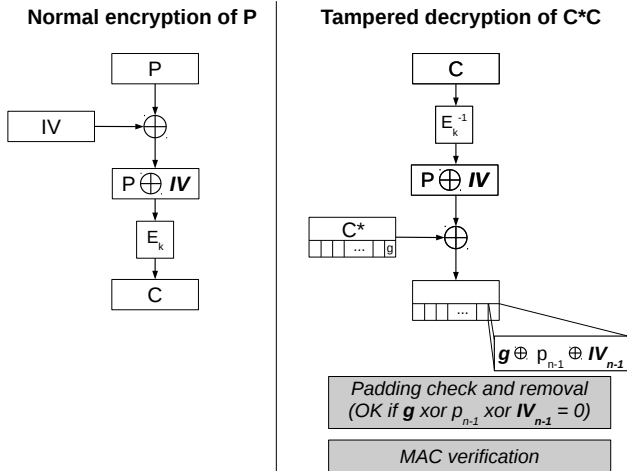 Normal encryption of P
P
IV
P ⊕ IV
E_k
C
Tampered decryption of C*C
C
E_k^-1
P ⊕ IV
C*
... g
...
g ⊕ p_n-1 ⊕ IV_n-1
Padding check and removal
(OK if g xor p_n-1 xor IV_n-1 = 0)
MAC verification